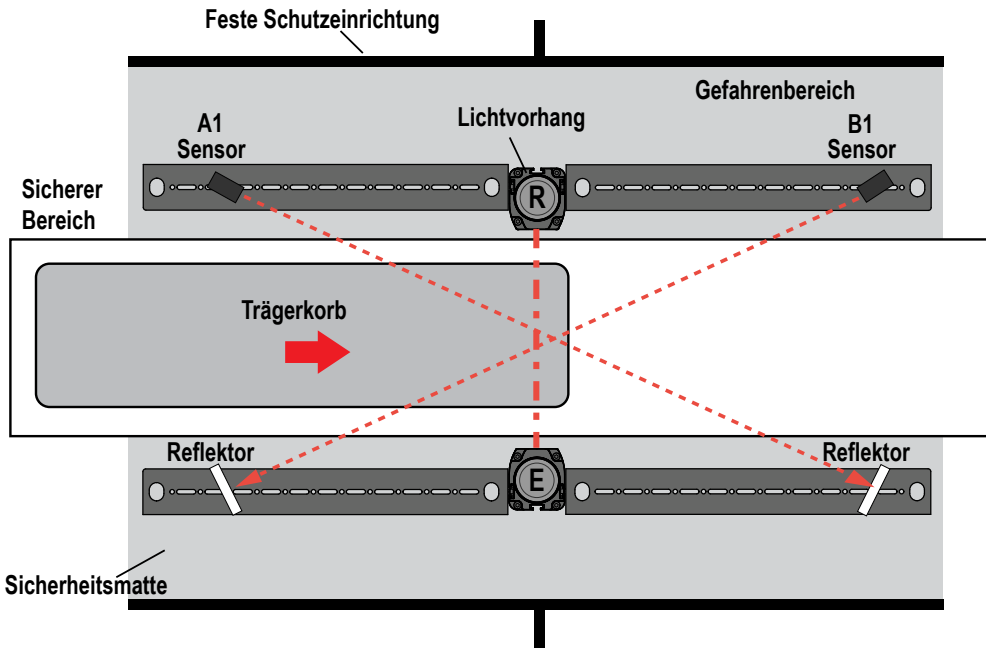 Feste Schutzeinrichtung
Gefahrenbereich
Lichtvorhang
A1
Sensor
B1
Sensor
Sicherer
Bereich
R
Trägerkorb
Reflektor
Reflektor
E
Sicherheitsmatte